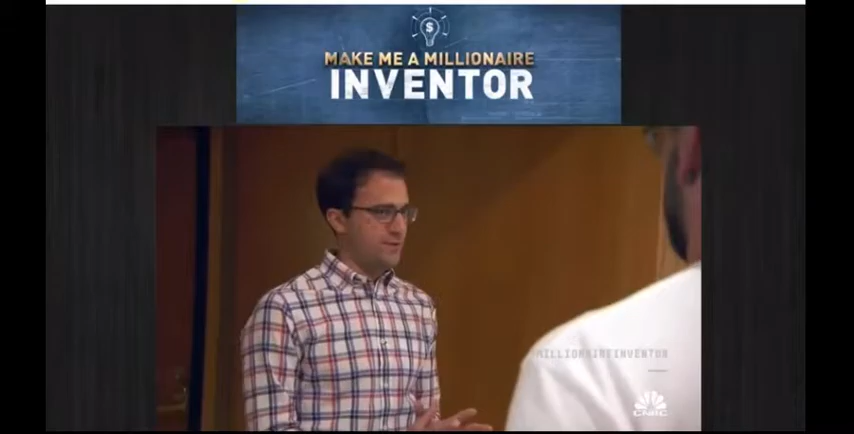 $
MAKE ME A MILLIONAIRE
INVENTOR
#MILLIONAIREINVENTOR
CNBC